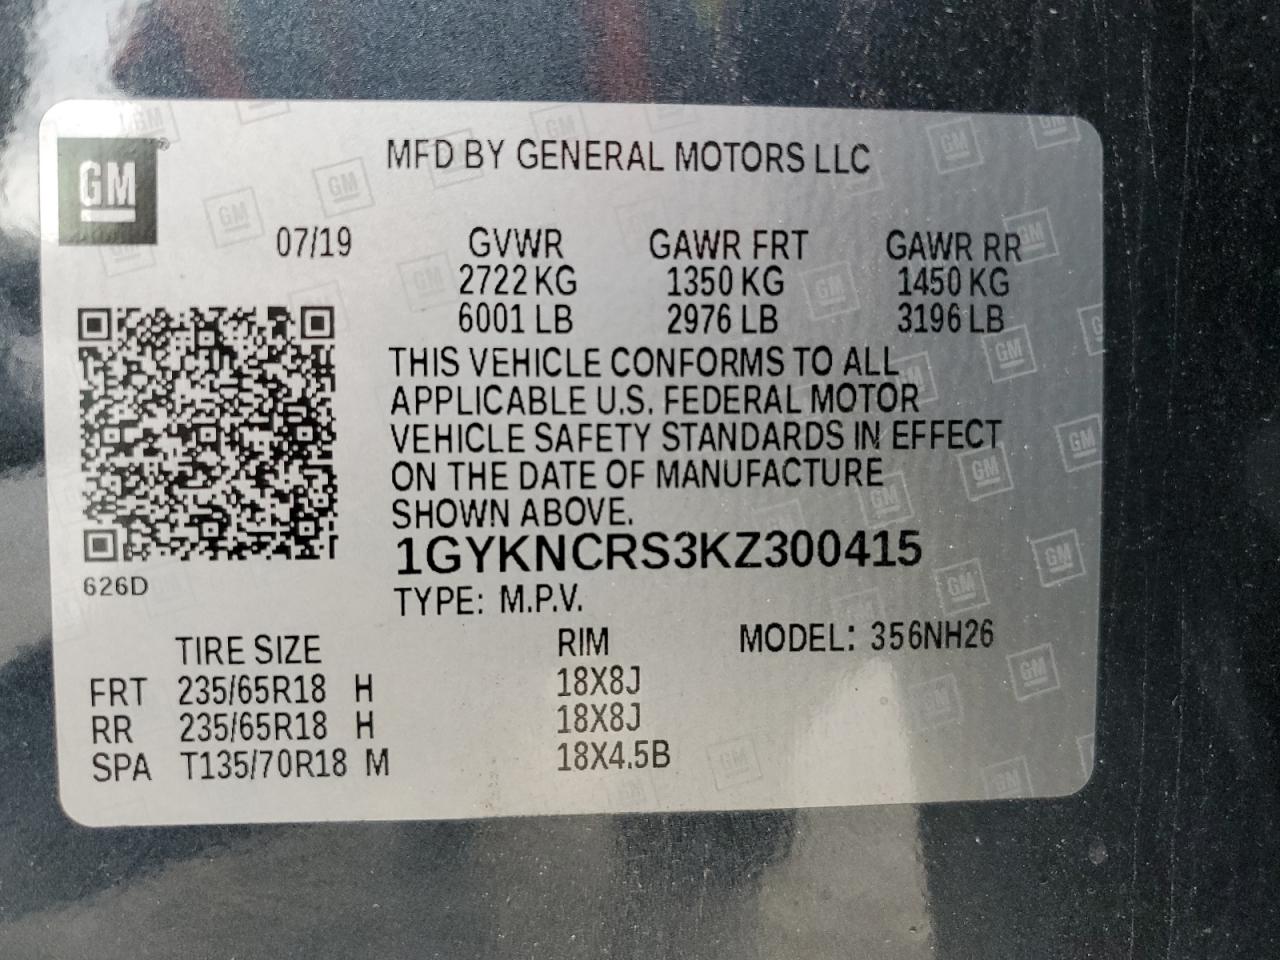 GM
MFD BY GENERAL MOTORS LLC
07/19 GVWR GAWR FRT GAWR RR
2722 KG 1350 KG 1450 KG
6001 LB 2976 LB 3196 LB
THIS VEHICLE CONFORMS TO ALL
APPLICABLE U.S. FEDERAL MOTOR
VEHICLE SAFETY STANDARDS IN EFFECT
ON THE DATE OF MANUFACTURE
SHOWN ABOVE.
1GYKNCRS3KZ300415
626D
TYPE: M.P.V.
TIRE SIZE RIM MODEL: 356NH26
FRT 235/65R18 H 18X8J
RR 235/65R18 H 18X8J
SPA T135/70R18 M 18X4.5B